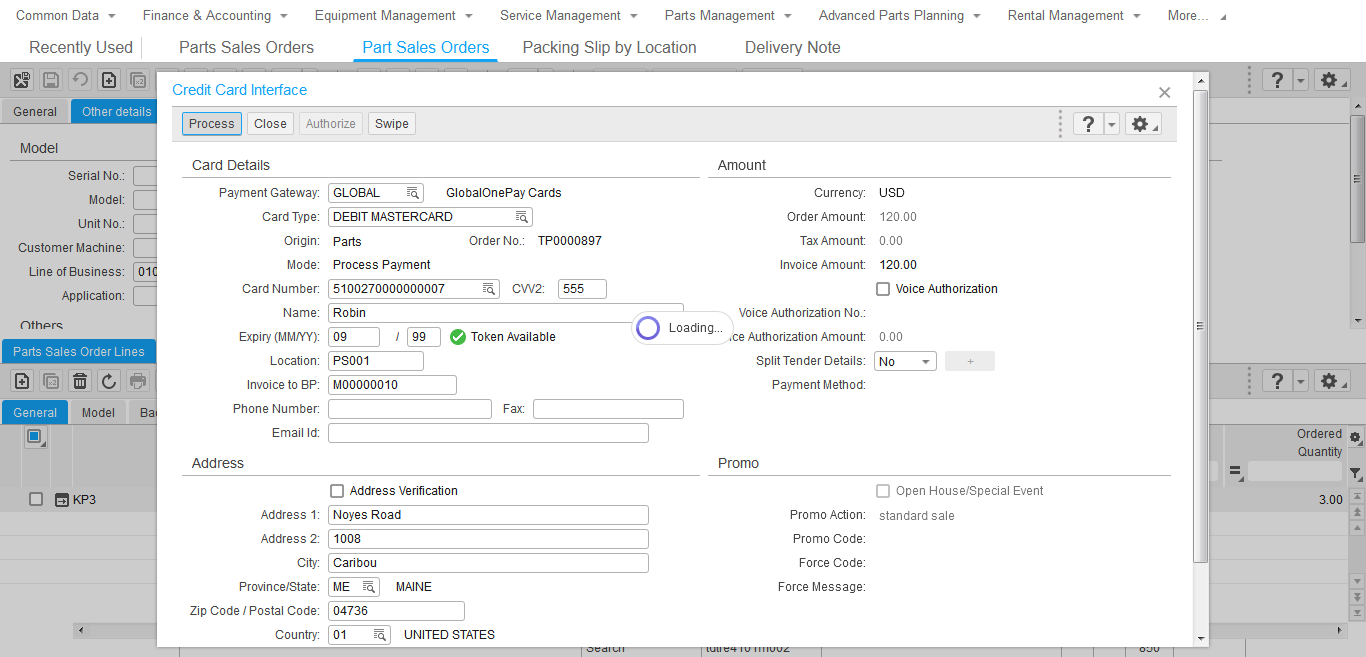 Common Data Finance & Accounting Equipment Management Service Management Parts Management Advanced Parts Planning Rental Management More...
Recently Used Parts Sales Orders Part Sales Orders Packing Slip by Location Delivery Note
General Other details
Model
Serial No.:
Model:
Unit No.:
Customer Machine:
Line of Business: 010
Application:
Others
Parts Sales Order Lines
General Model Ba
KP3
Credit Card Interface
Process Close Authorize Swipe
?
Card Details
Payment Gateway: GLOBAL GlobalOnePay Cards
Card Type: DEBIT MASTERCARD
Origin: Parts Order No.: TP0000897
Mode: Process Payment
Card Number: 5100270000000007 CVV2: 555
Name: Robin
Expiry (MM/YY): 09 / 99 Token Available
Location: PS001
Invoice to BP: M00000010
Phone Number: Fax:
Email Id:
Loading...
Amount
Currency: USD
Order Amount: 120.00
Tax Amount: 0.00
Invoice Amount: 120.00
Voice Authorization
Voice Authorization No.:
ce Authorization Amount: 0.00
Split Tender Details: No +
Payment Method:
Address
Address Verification
Address 1: Noyes Road
Address 2: 1008
City: Caribou
Province/State: ME MAINE
Zip Code / Postal Code: 04736
Country: 01 UNITED STATES
Promo
Open House/Special Event
Promo Action: standard sale
Promo Code:
Force Code:
Force Message:
?
?
Ordered
Quantity
=
3.00
Search 850